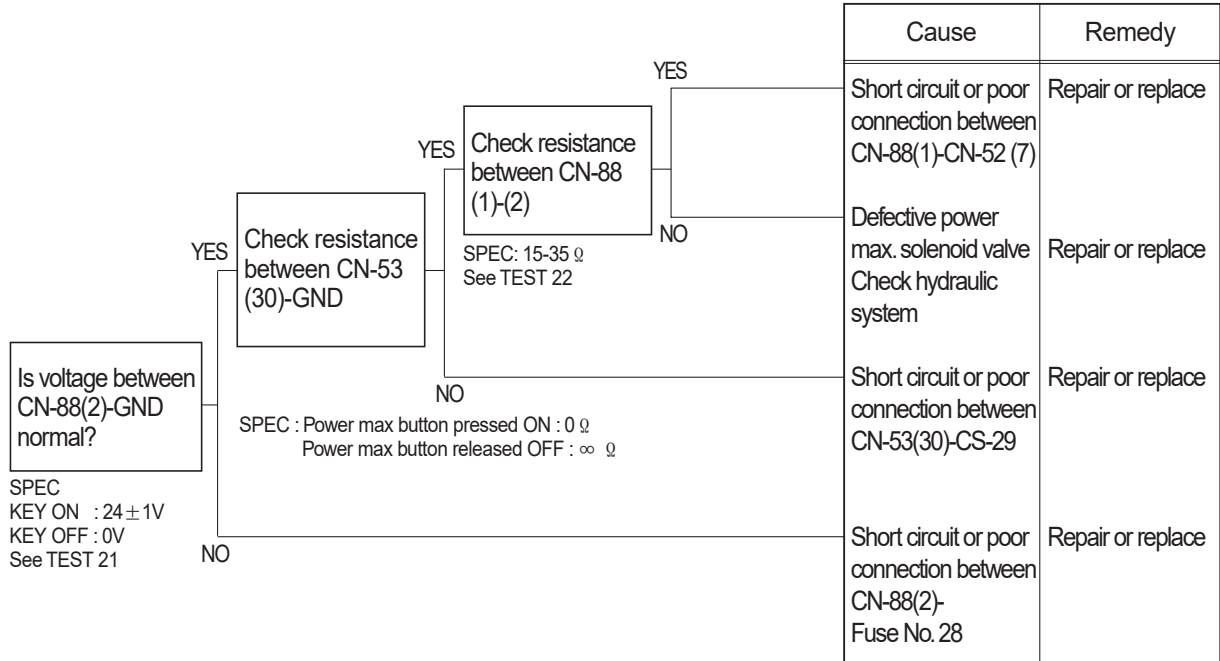 Cause
Remedy
YES
Short circuit or poor
connection between
CN-88(1)-CN-52 (7)
Repair or replace
YES
Check resistance
between CN-88
(1)-(2)
NO
SPEC: 15-35 Ω
See TEST 22
Defective power
max. solenoid valve
Check hydraulic
system
Repair or replace
YES
Check resistance
between CN-53
(30)-GND
NO
SPEC : Power max button pressed ON : 0 Ω
Power max button released OFF : ∞ Ω
Short circuit or poor
connection between
CN-53(30)-CS-29
Repair or replace
Is voltage between
CN-88(2)-GND
normal?
SPEC
KEY ON : 24±1V
KEY OFF : 0V
See TEST 21
NO
Short circuit or poor
connection between
CN-88(2)-
Fuse No. 28
Repair or replace